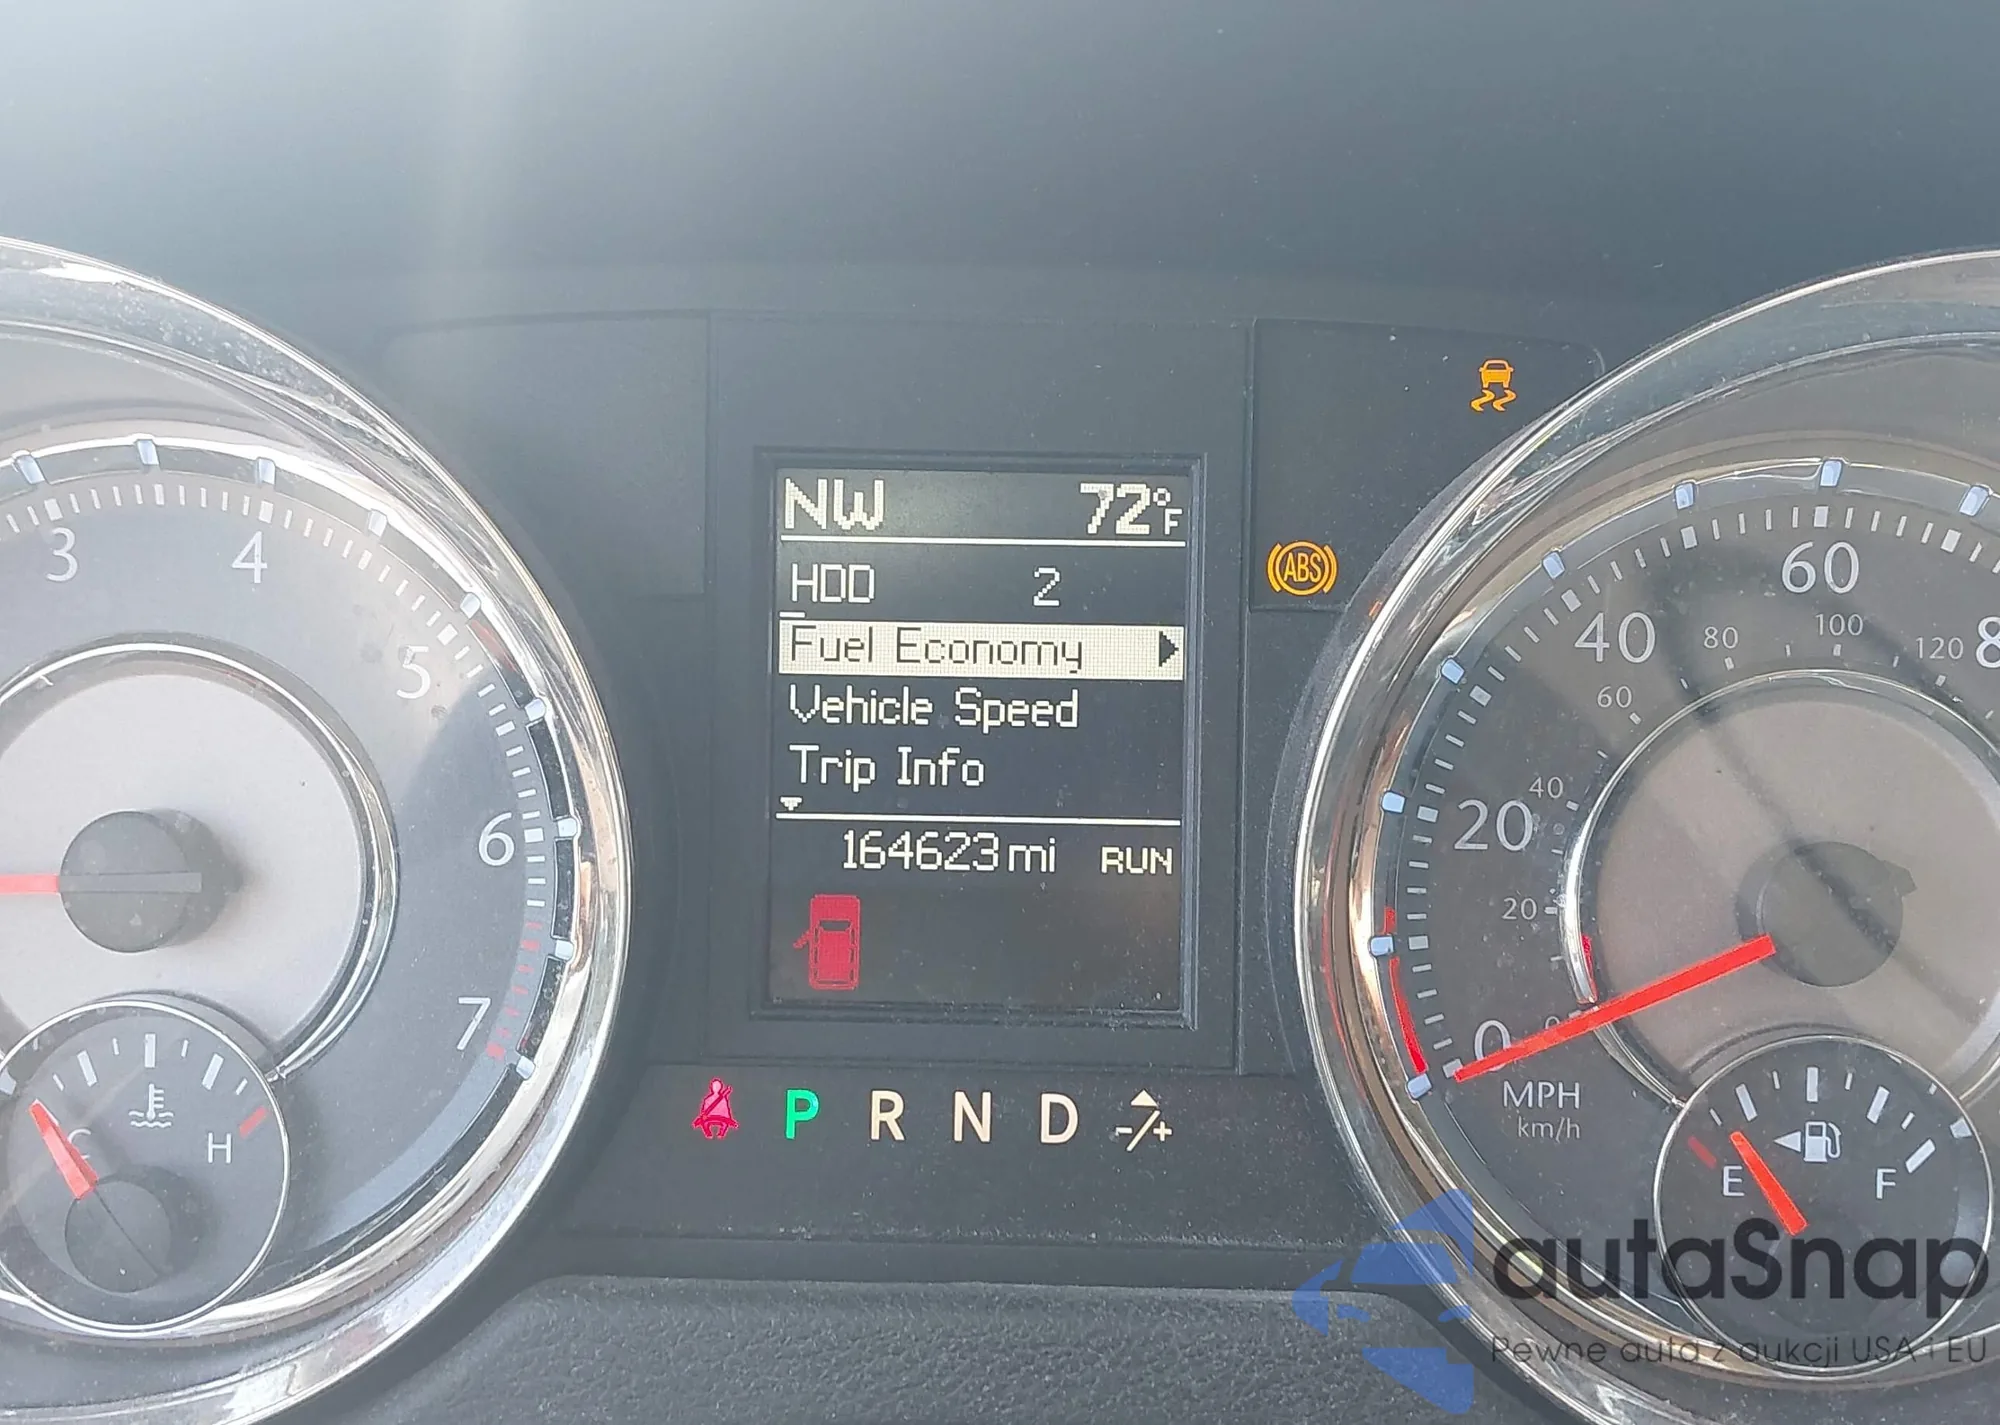 NW 72°F
HDD 2
Fuel Economy
Vehicle Speed
Trip Info
164623 mi RUN
P R N D -/+
ABS
3 4 5 6 7
C H
0 20 40 60 8
20 40 60 80 100 120
MPH
km/h
E F
autaSnap
Pewne auta z aukcji USA i EU